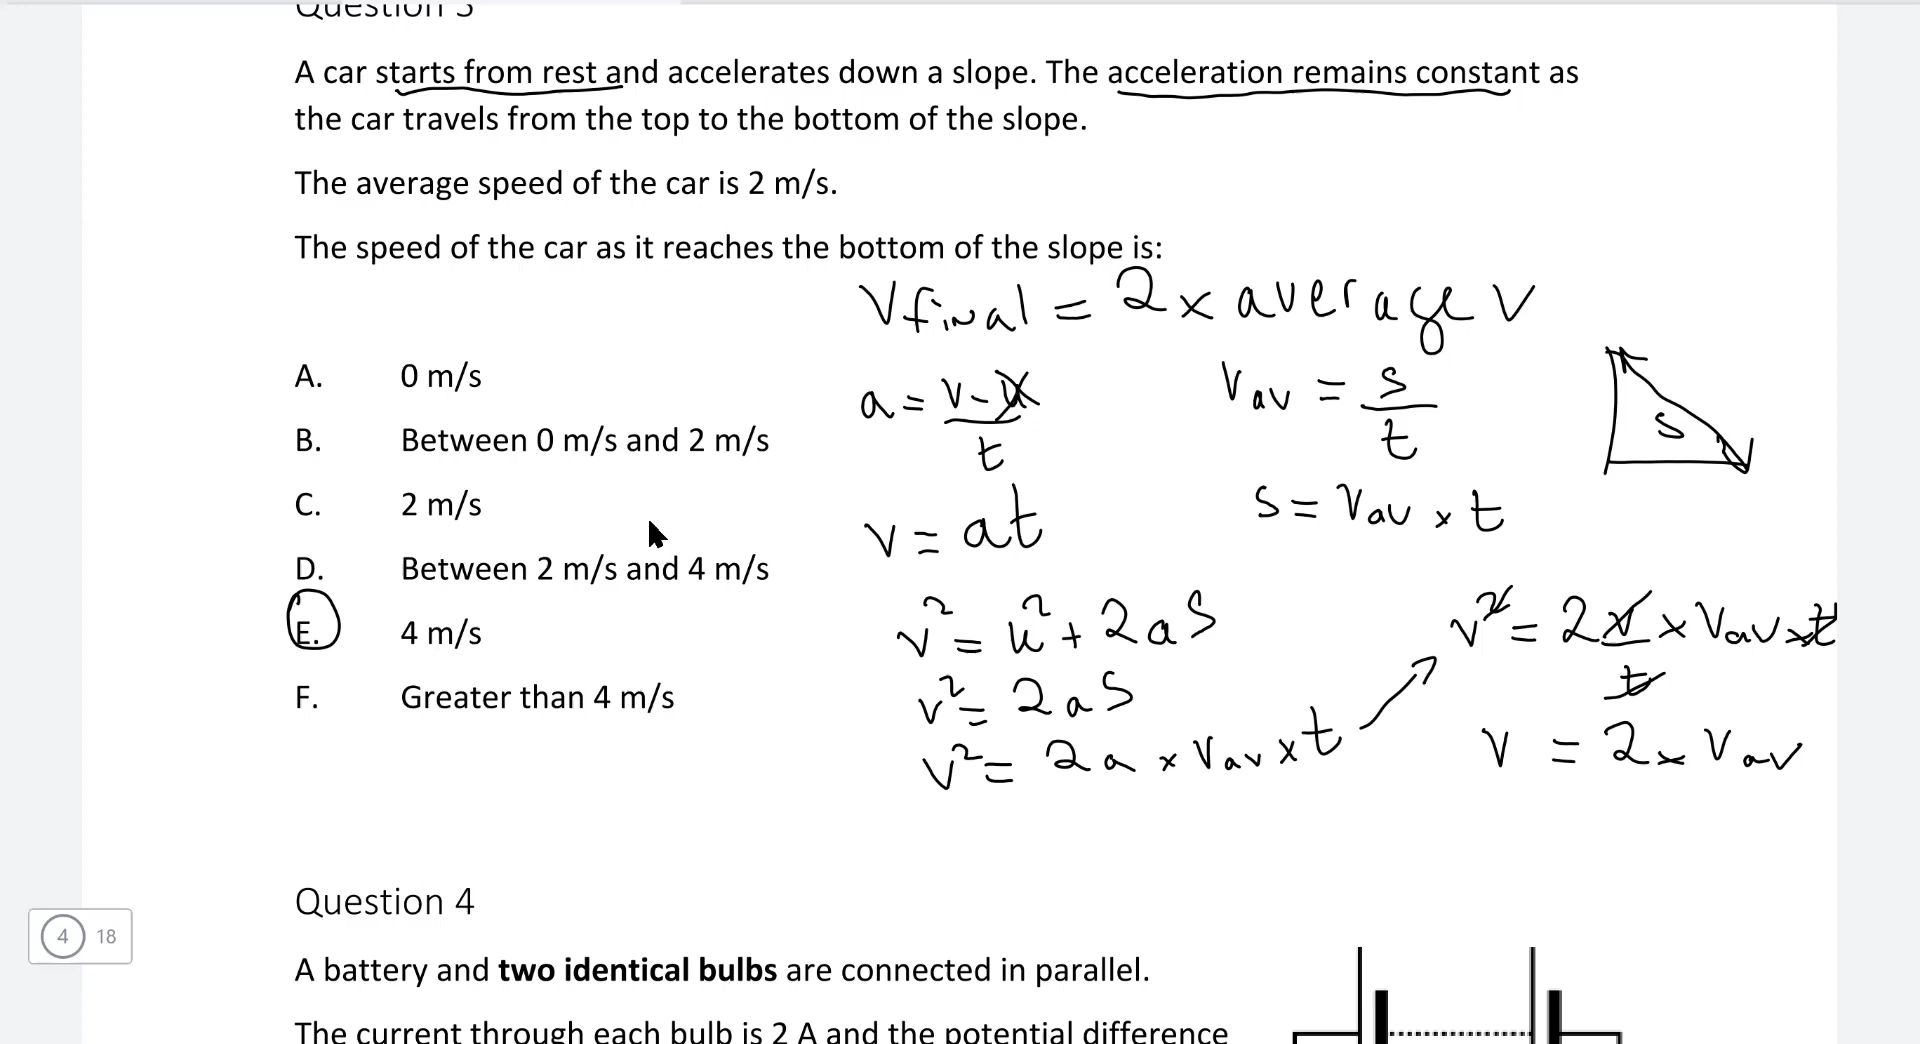 Question 3
A car starts from rest and accelerates down a slope. The acceleration remains constant as
the car travels from the top to the bottom of the slope.
The average speed of the car is 2 m/s.
The speed of the car as it reaches the bottom of the slope is:
Vfinal = 2 x average v
A. 0 m/s
a = v - u / t
Vav = s / t
s
B. Between 0 m/s and 2 m/s
C. 2 m/s
v = at
s = Vav x t
D. Between 2 m/s and 4 m/s
E. 4 m/s
v² = u² + 2as
v² = 2v x Vav x t / t
F. Greater than 4 m/s
v² = 2as
v² = 2a x Vav x t
v = 2 x Vav
Question 4
4 18
A battery and two identical bulbs are connected in parallel.
The current through each bulb is 2 A and the potential difference